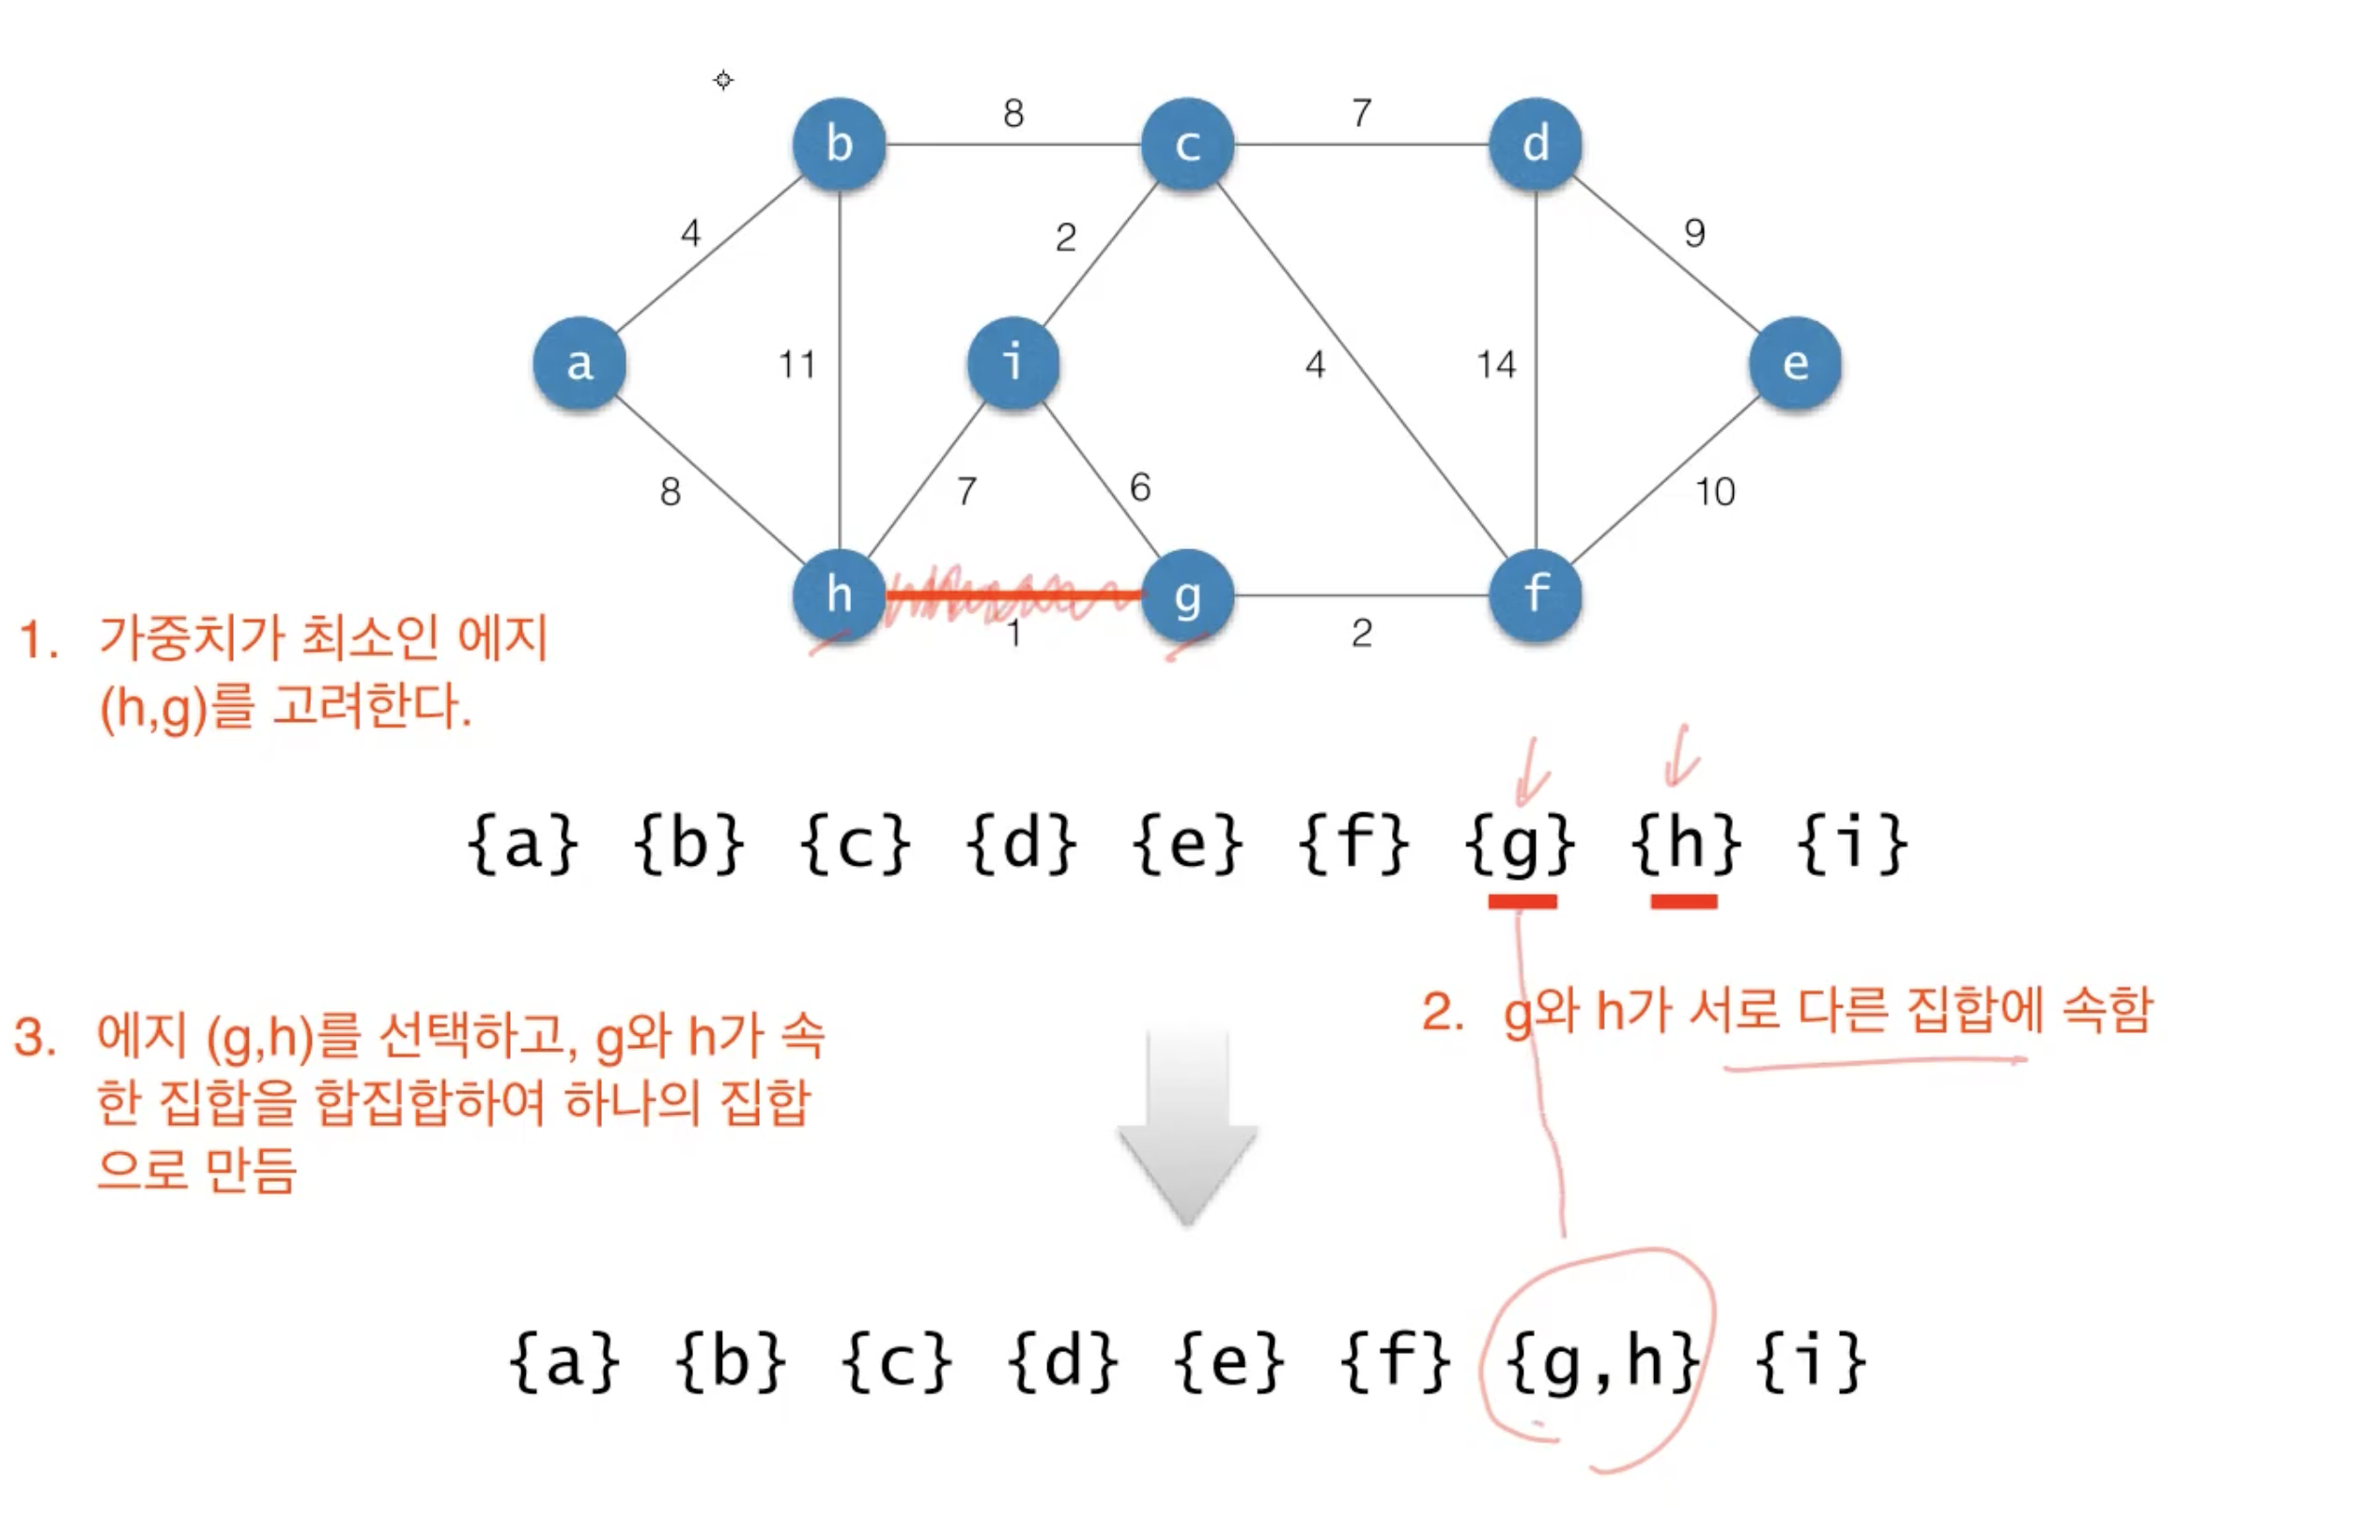 8
7
b
c
d
4
2
9
a
11
i
4
14
e
8
7
6
10
h
g
f
1
2
1. 가중치가 최소인 에지
(h,g)를 고려한다.
{a} {b} {c} {d} {e} {f} {g} {h} {i}
2. g와 h가 서로 다른 집합에 속함
3. 에지 (g,h)를 선택하고, g와 h가 속
한 집합을 합집합하여 하나의 집합
으로 만듬
{a} {b} {c} {d} {e} {f} {g,h} {i}